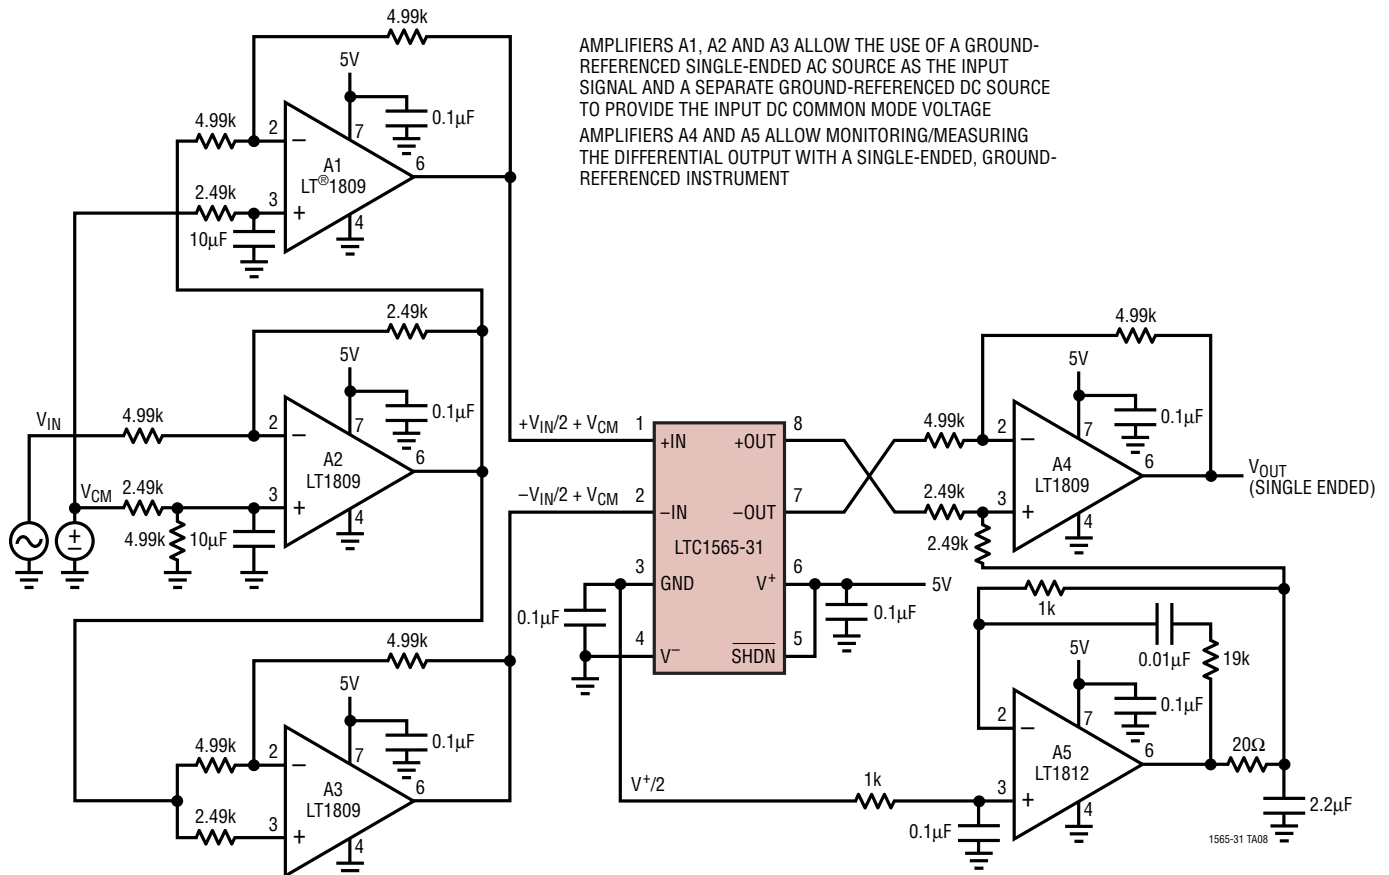 4.99k
5V
0.1µF
4.99k
2
7
A1
LT®1809
6
2.49k
3
4
10µF
AMPLIFIERS A1, A2 AND A3 ALLOW THE USE OF A GROUND-
REFERENCED SINGLE-ENDED AC SOURCE AS THE INPUT
SIGNAL AND A SEPARATE GROUND-REFERENCED DC SOURCE
TO PROVIDE THE INPUT DC COMMON MODE VOLTAGE
AMPLIFIERS A4 AND A5 ALLOW MONITORING/MEASURING
THE DIFFERENTIAL OUTPUT WITH A SINGLE-ENDED, GROUND-
REFERENCED INSTRUMENT
2.49k
5V
0.1µF
VIN
4.99k
2
7
A2
LT1809
6
VCM
2.49k
3
4
4.99k
10µF
4.99k
5V
0.1µF
4.99k
2
7
A3
LT1809
6
2.49k
3
4
+VIN/2 + VCM
1
+IN
+OUT
8
−VIN/2 + VCM
2
−IN
−OUT
7
LTC1565-31
3
GND
V+
6
5V
0.1µF
0.1µF
4
V−
SHDN
5
V+/2
4.99k
5V
0.1µF
4.99k
2
7
A4
LT1809
6
VOUT
(SINGLE ENDED)
2.49k
3
4
2.49k
1k
0.01µF
19k
5V
0.1µF
2
7
A5
LT1812
6
20Ω
1k
3
4
0.1µF
2.2µF
1565-31 TA08